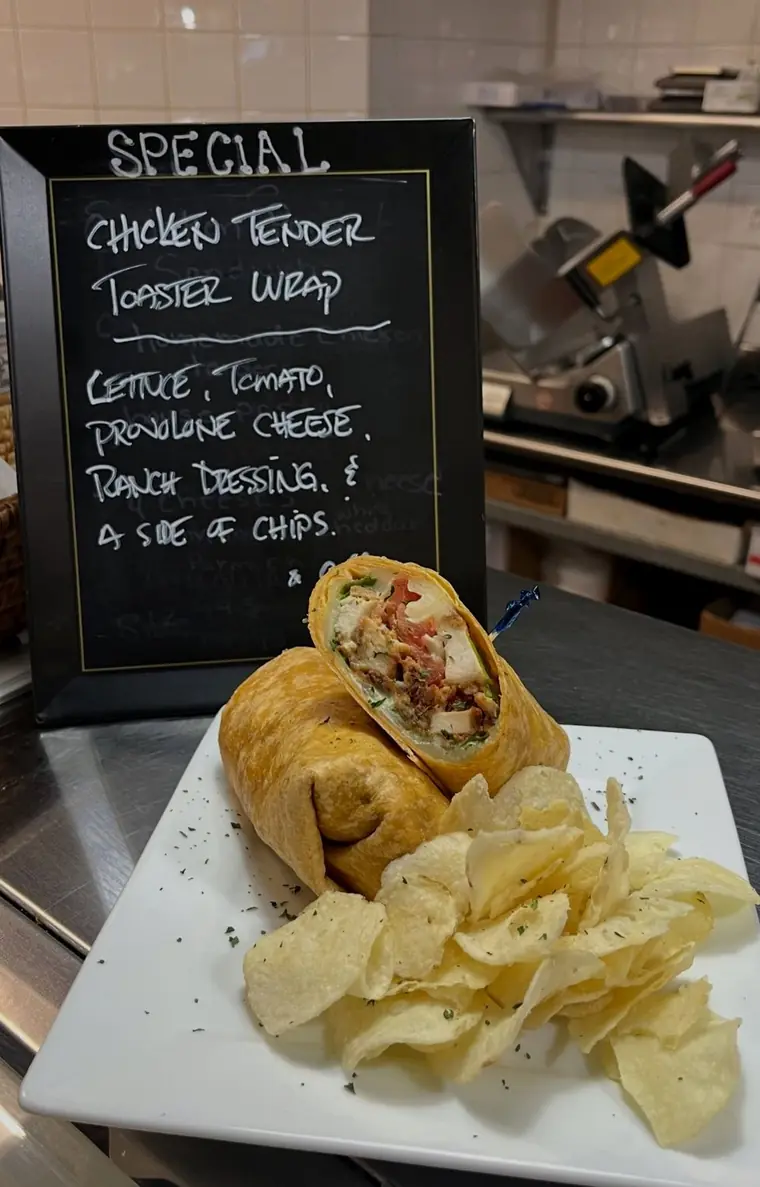 SPECIAL
CHICKEN TENDER
TOASTER WRAP
LETTUCE, TOMATO,
PROVOLONE CHEESE,
RANCH DRESSING, &
A SIDE OF CHIPS.
&